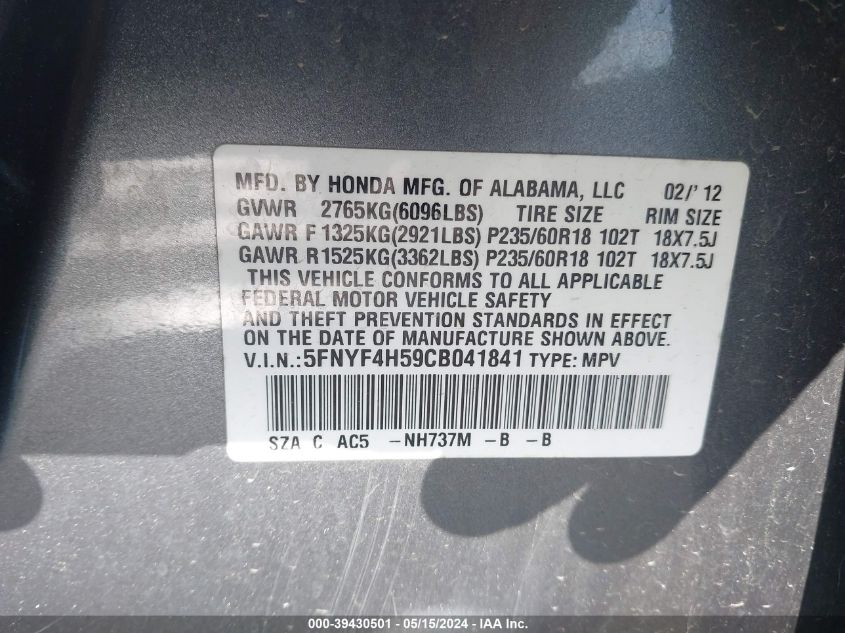 MFD. BY HONDA MFG. OF ALABAMA, LLC 02/'12
GVWR 2765KG(6096LBS) TIRE SIZE RIM SIZE
GAWR F 1325KG(2921LBS) P235/60R18 102T 18X7.5J
GAWR R1525KG(3362LBS) P235/60R18 102T 18X7.5J
THIS VEHICLE CONFORMS TO ALL APPLICABLE
FEDERAL MOTOR VEHICLE SAFETY
AND THEFT PREVENTION STANDARDS IN EFFECT
ON THE DATE OF MANUFACTURE SHOWN ABOVE.
V.I.N.:5FNYF4H59CB041841 TYPE: MPV
SZA C AC5 -NH737M -B -B
000-39430501 - 05/15/2024 - IAAI.com